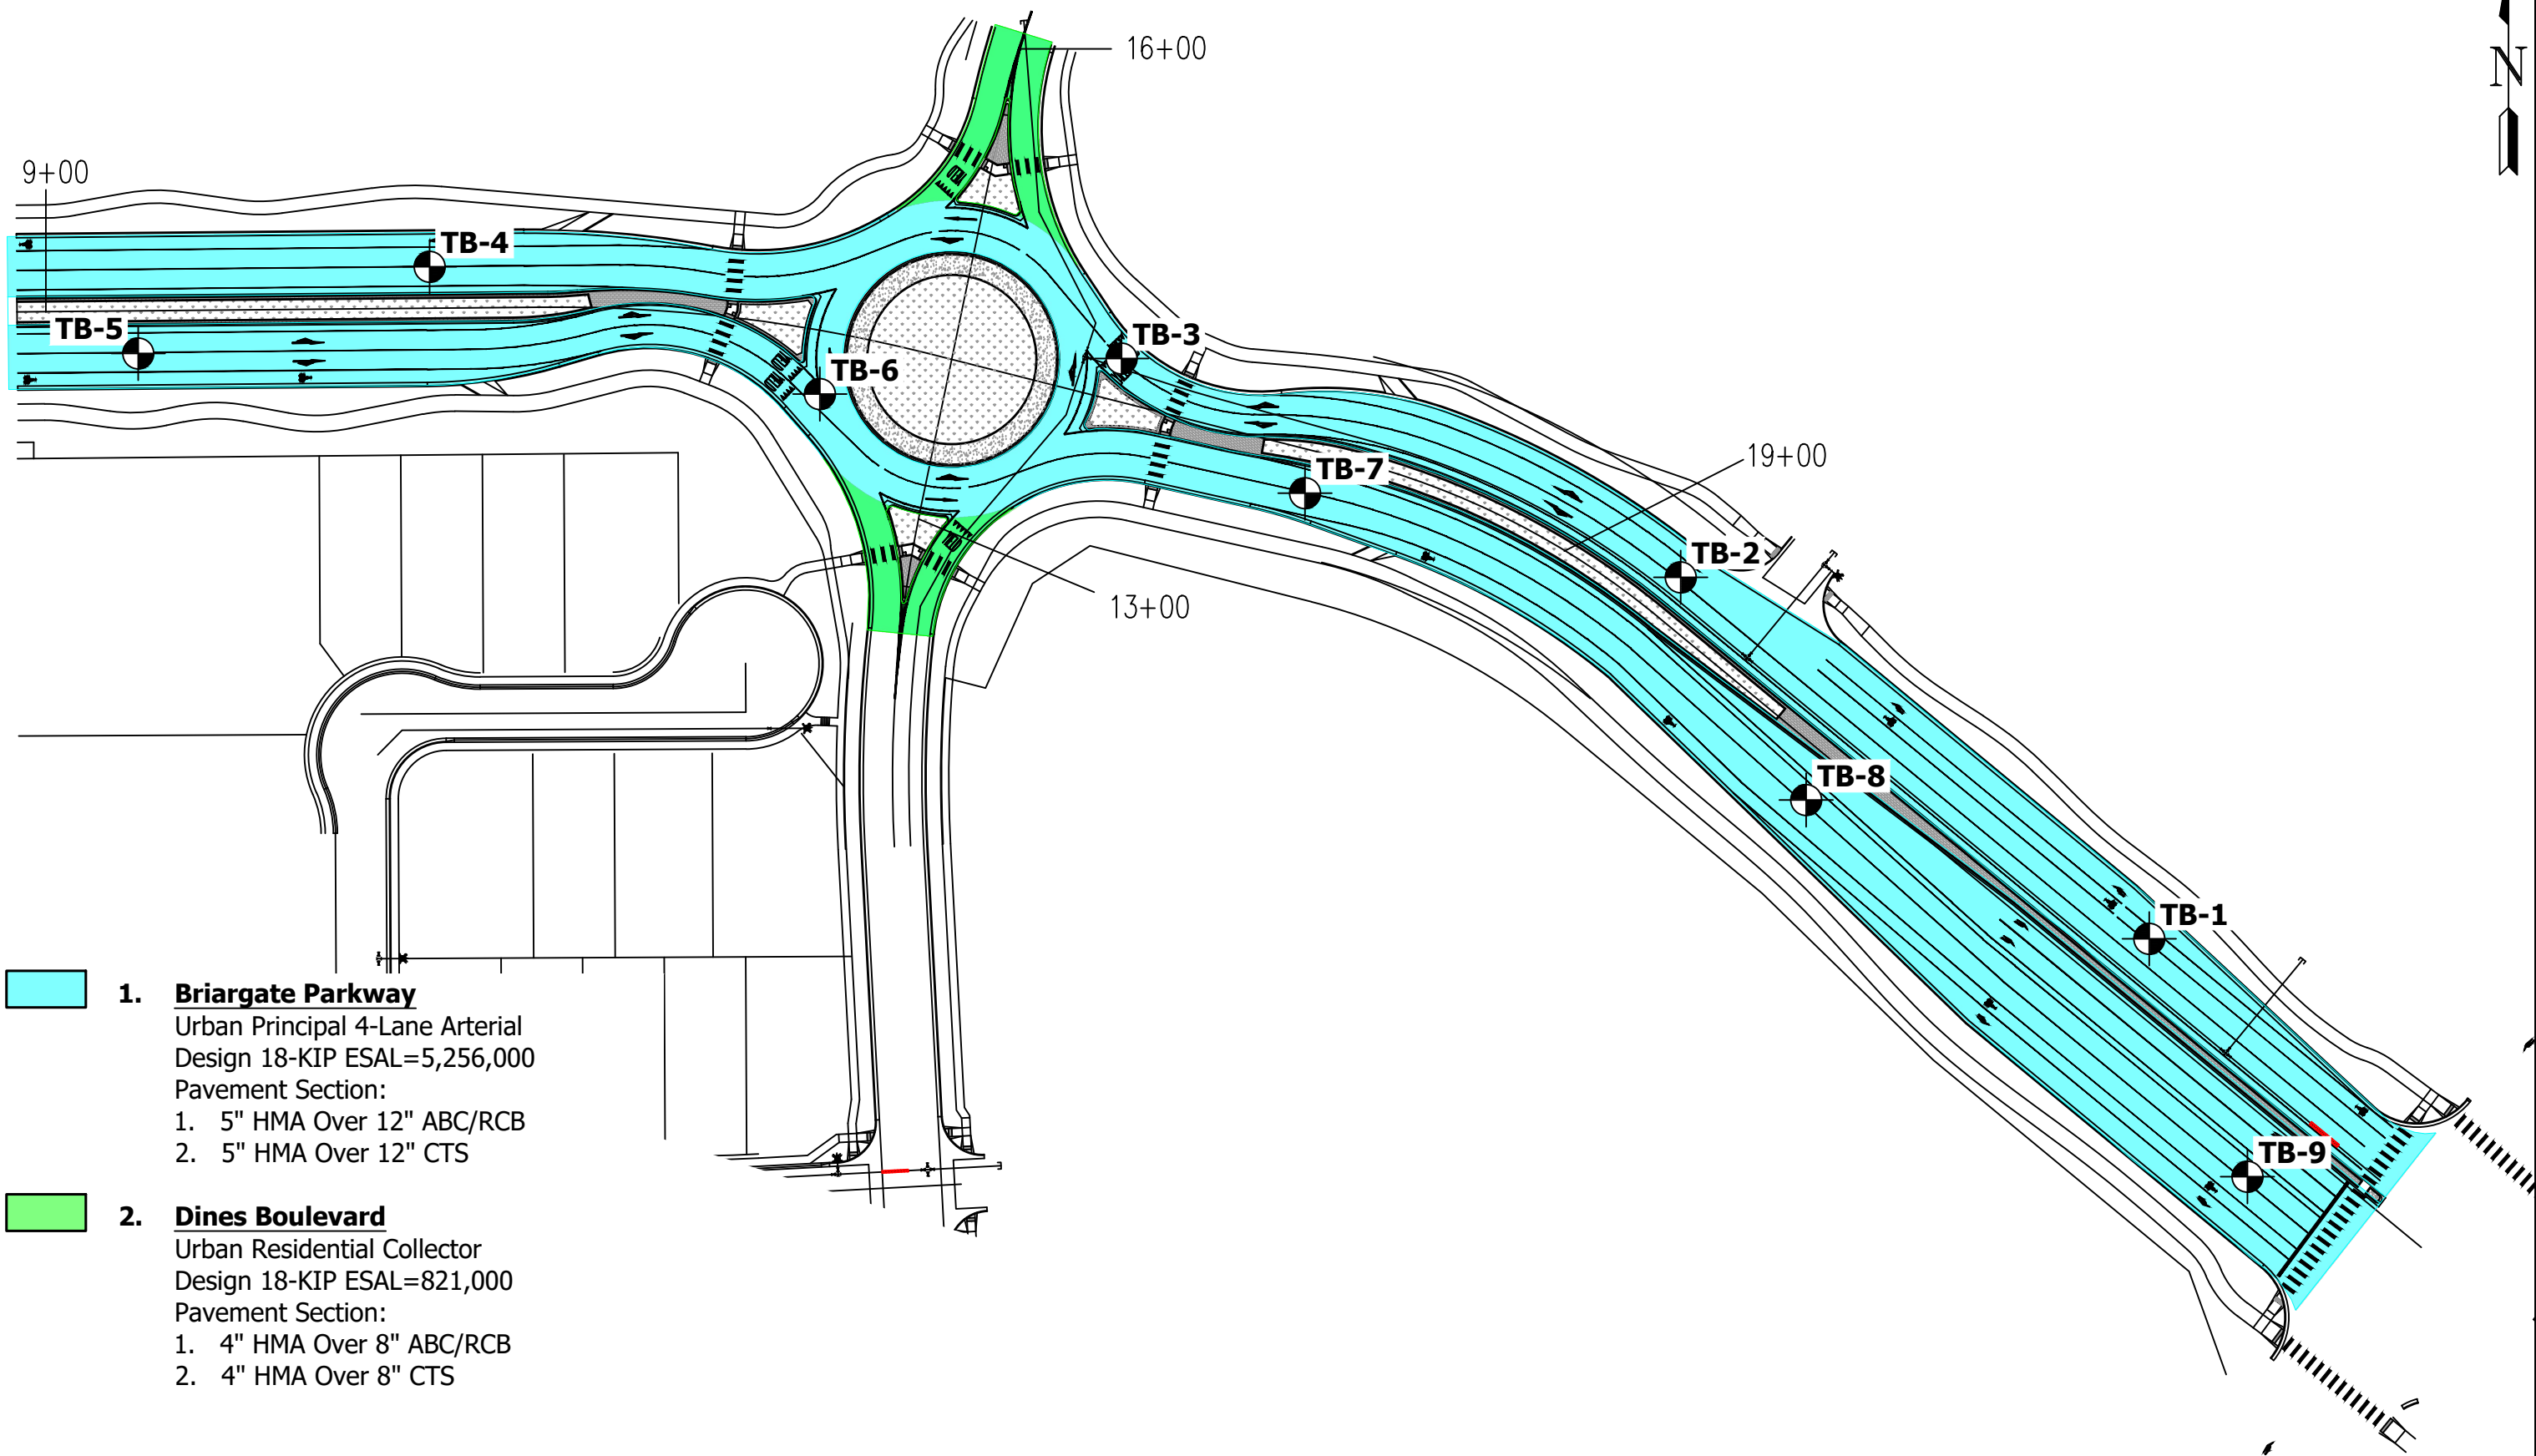 16+00
N
9+00
TB-4
TB-5
TB-3
TB-6
TB-7
19+00
TB-2
13+00
TB-8
TB-1
TB-9
1. Briargate Parkway
Urban Principal 4-Lane Arterial
Design 18-KIP ESAL=5,256,000
Pavement Section:
1. 5" HMA Over 12" ABC/RCB
2. 5" HMA Over 12" CTS
2. Dines Boulevard
Urban Residential Collector
Design 18-KIP ESAL=821,000
Pavement Section:
1. 4" HMA Over 8" ABC/RCB
2. 4" HMA Over 8" CTS